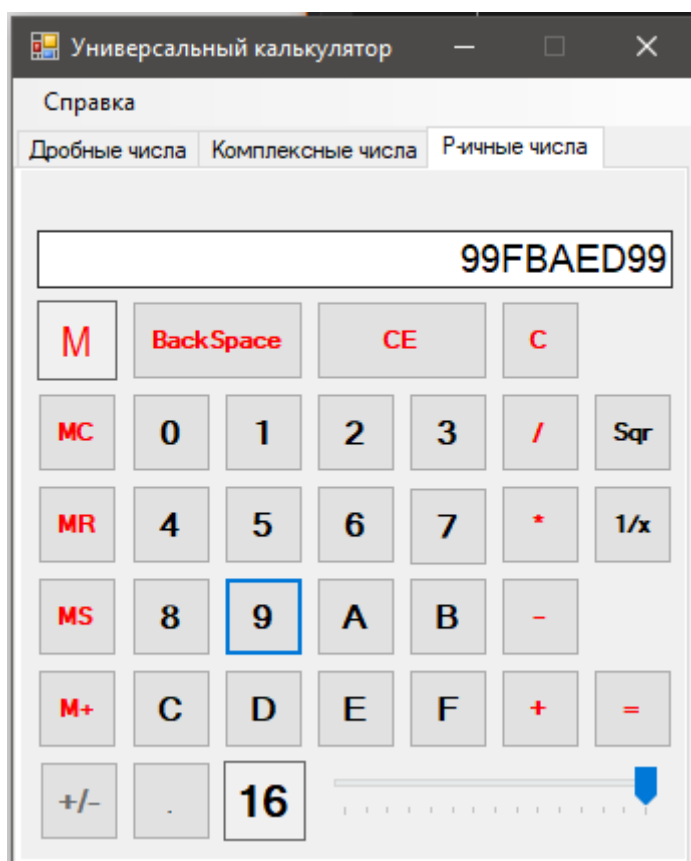 Универсальный калькулятор
Справка
Дробные числа Комплексные числа Р-ичные числа
99FBAED99
M BackSpace CE C
MC 0 1 2 3 / Sqr
MR 4 5 6 7 * 1/x
MS 8 9 A B -
M+ C D E F + =
+/- . 16